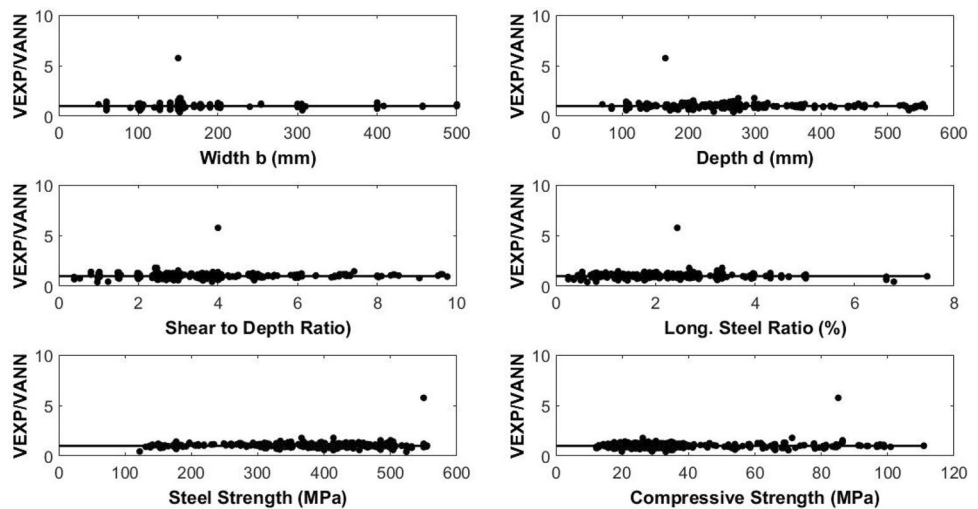 VEXP/VANN
10
5
0
0 100 200 300 400 500
Width b (mm)
VEXP/VANN
10
5
0
0 100 200 300 400 500 600
Depth d (mm)
VEXP/VANN
10
5
0
0 2 4 6 8 10
Shear to Depth Ratio)
VEXP/VANN
10
5
0
0 2 4 6 8
Long. Steel Ratio (%)
VEXP/VANN
10
5
0
0 100 200 300 400 500 600
Steel Strength (MPa)
VEXP/VANN
10
5
0
0 20 40 60 80 100 120
Compressive Strength (MPa)